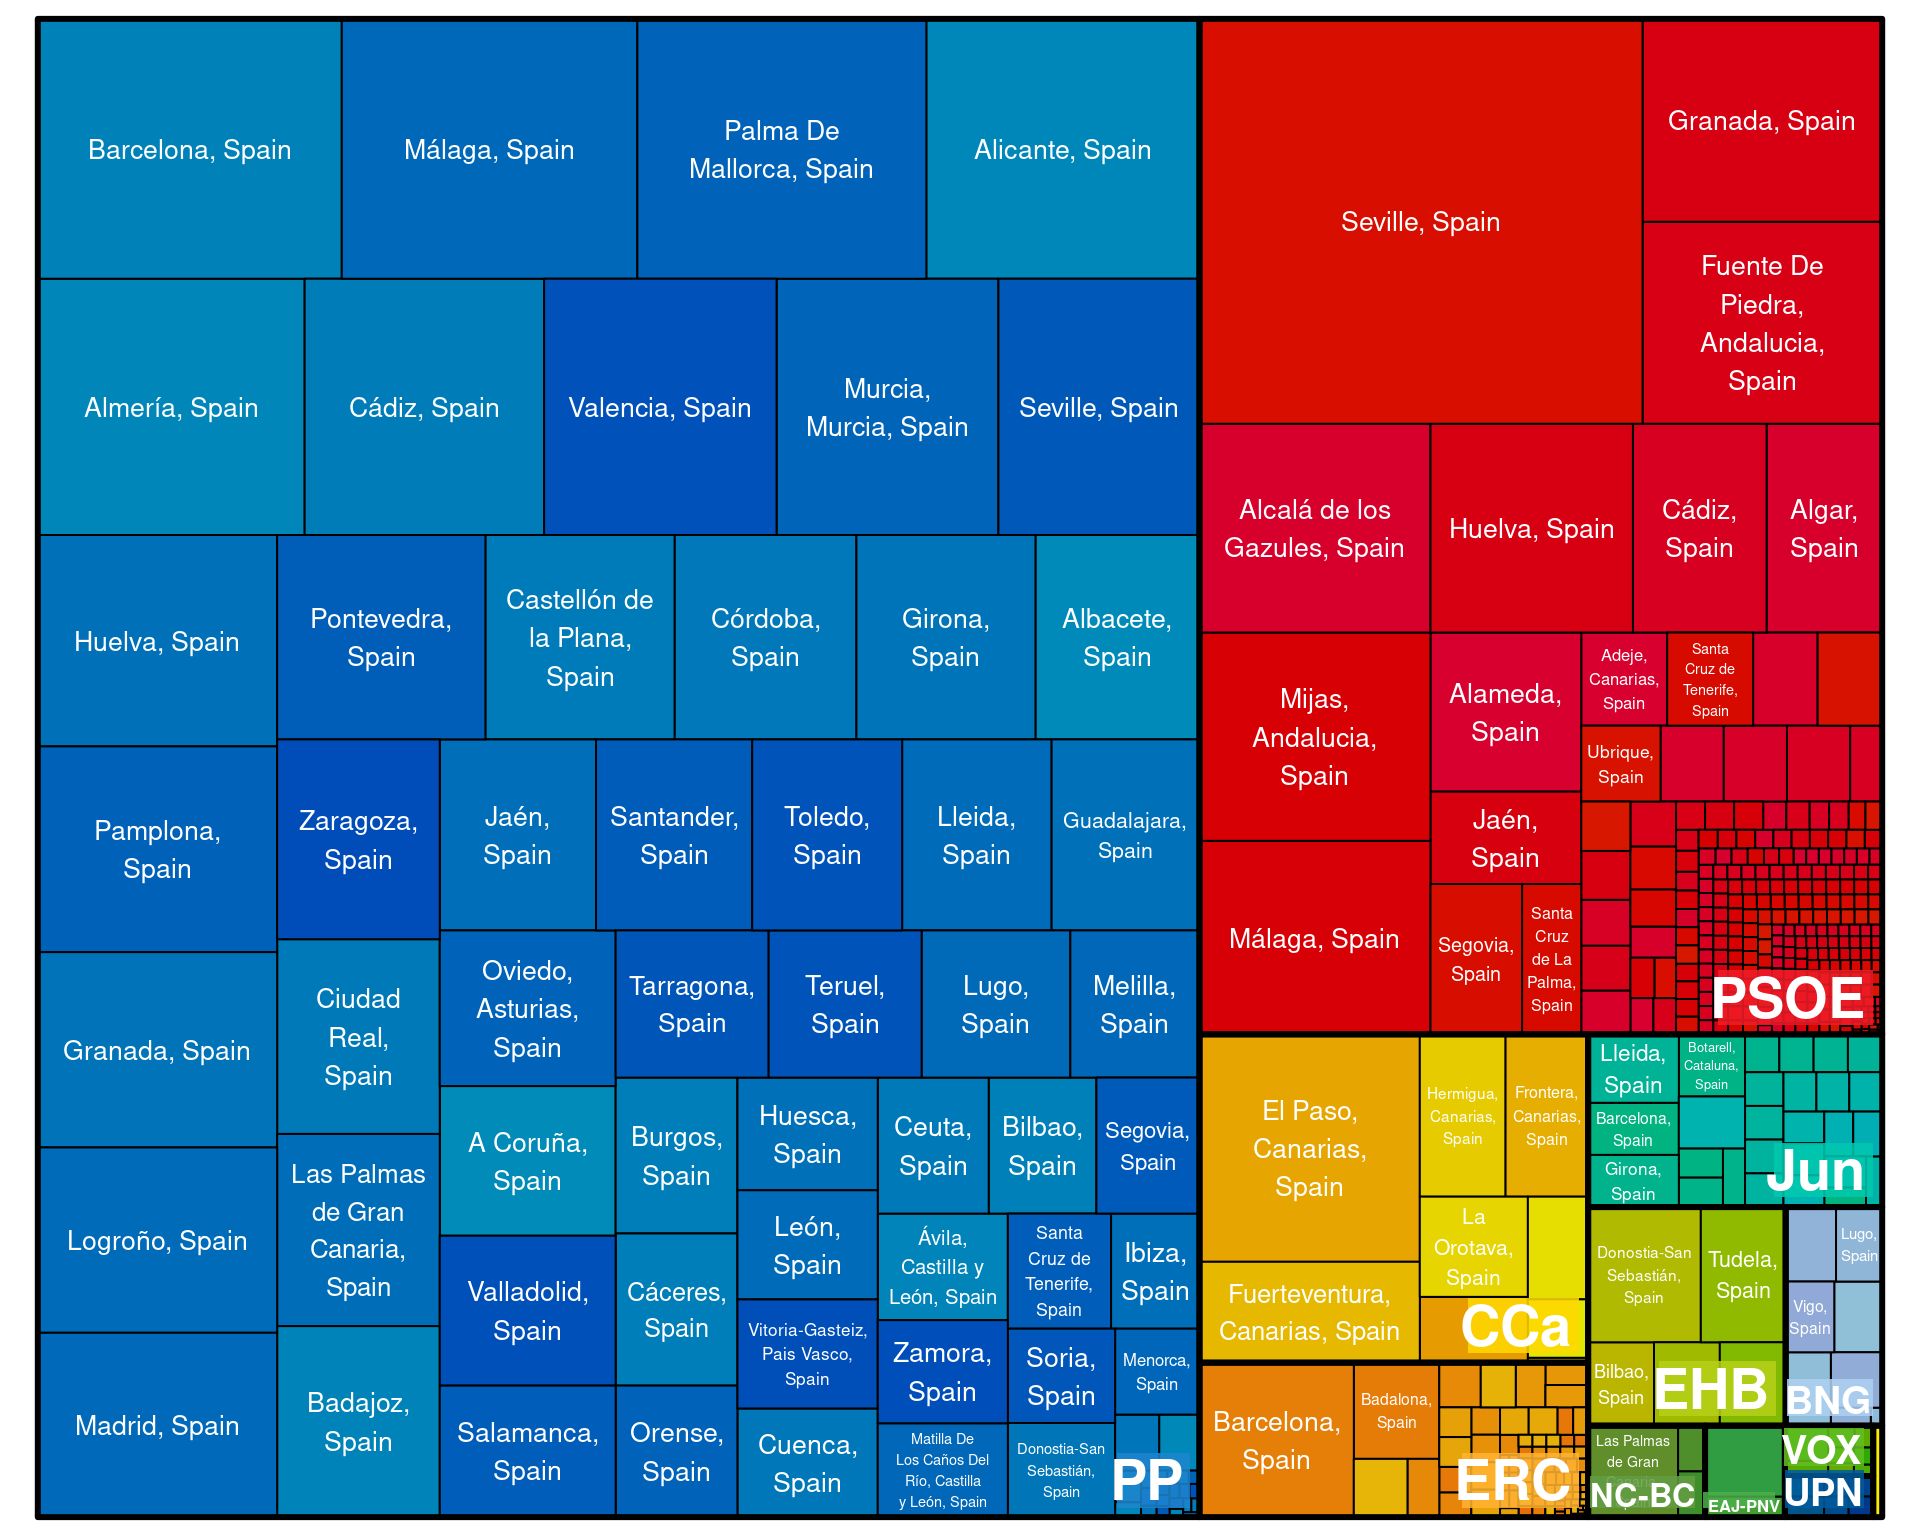 Barcelona, Spain
Málaga, Spain
Palma De
Mallorca, Spain
Alicante, Spain
Almería, Spain
Cádiz, Spain
Valencia, Spain
Murcia,
Murcia, Spain
Seville, Spain
Huelva, Spain
Pontevedra,
Spain
Castellón de
la Plana,
Spain
Córdoba,
Spain
Girona,
Spain
Albacete,
Spain
Pamplona,
Spain
Zaragoza,
Spain
Jaén,
Spain
Santander,
Spain
Toledo,
Spain
Lleida,
Spain
Guadalajara,
Spain
Granada, Spain
Ciudad
Real,
Spain
Oviedo,
Asturias,
Spain
Tarragona,
Spain
Teruel,
Spain
Lugo,
Spain
Melilla,
Spain
Logroño, Spain
Las Palmas
de Gran
Canaria,
Spain
A Coruña,
Spain
Burgos,
Spain
Huesca,
Spain
Ceuta,
Spain
Bilbao,
Spain
Segovia,
Spain
León,
Spain
Ávila,
Castilla y
León, Spain
Santa
Cruz de
Tenerife,
Spain
Ibiza,
Spain
Valladolid,
Spain
Cáceres,
Spain
Vitoria-Gasteiz,
Pais Vasco,
Spain
Zamora,
Spain
Soria,
Spain
Menorca,
Spain
Madrid, Spain
Badajoz,
Spain
Salamanca,
Spain
Orense,
Spain
Cuenca,
Spain
Matilla De
Los Caños Del
Río, Castilla
y León, Spain
Donostia-San
Sebastián,
Spain
PP
Seville, Spain
Granada, Spain
Fuente De
Piedra,
Andalucia,
Spain
Alcalá de los
Gazules, Spain
Huelva, Spain
Cádiz,
Spain
Algar,
Spain
Mijas,
Andalucia,
Spain
Alameda,
Spain
Adeje,
Canarias,
Spain
Santa
Cruz de
Tenerife,
Spain
Ubrique,
Spain
Málaga, Spain
Jaén,
Spain
Segovia,
Spain
Santa
Cruz
de La
Palma,
Spain
PSOE
El Paso,
Canarias,
Spain
Hermigua,
Canarias,
Spain
Frontera,
Canarias,
Spain
La
Orotava,
Spain
Fuerteventura,
Canarias, Spain
CCa
Barcelona,
Spain
Badalona,
Spain
ERC
Lleida,
Spain
Botarell,
Cataluna,
Spain
Barcelona,
Spain
Girona,
Spain
Jun
Donostia-San
Sebastián,
Spain
Tudela,
Spain
Bilbao,
Spain
EHB
Lugo,
Spain
Vigo,
Spain
BNG
Las Palmas
de Gran
NC-BC
EAJ-PNV
VOX
UPN